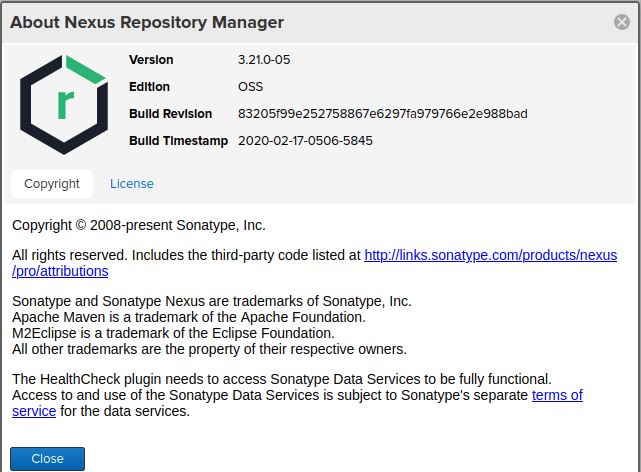 About Nexus Repository Manager
r
Version 3.21.0-05
Edition OSS
Build Revision 83205f99e252758867e6297fa979766e2e988bad
Build Timestamp 2020-02-17-0506-5845
Copyright License
Copyright © 2008-present Sonatype, Inc.
All rights reserved. Includes the third-party code listed at http://links.sonatype.com/products/nexus
/pro/attributions
Sonatype and Sonatype Nexus are trademarks of Sonatype, Inc.
Apache Maven is a trademark of the Apache Foundation.
M2Eclipse is a trademark of the Eclipse Foundation.
All other trademarks are the property of their respective owners.
The HealthCheck plugin needs to access Sonatype Data Services to be fully functional.
Access to and use of the Sonatype Data Services is subject to Sonatype's separate terms of
service for the data services.
Close